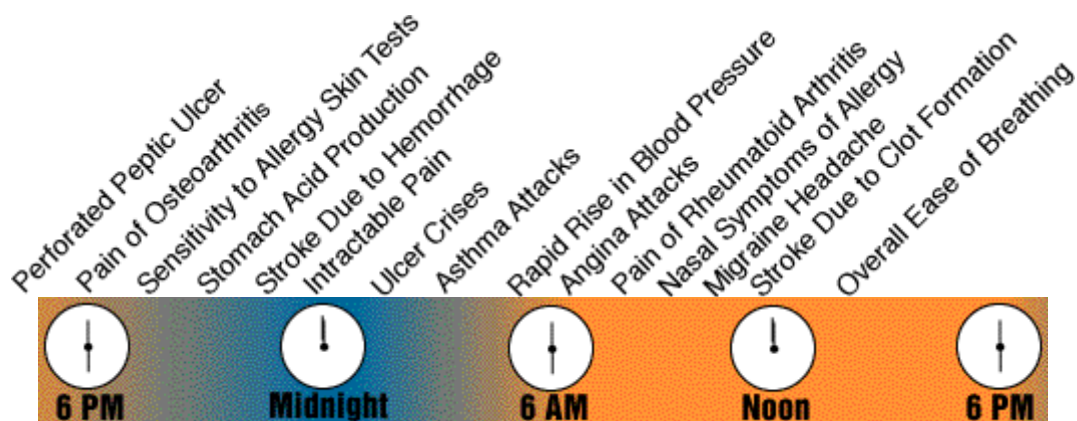 Perforated Peptic Ulcer
Pain of Osteoarthritis
Sensitivity to Allergy Skin Tests
Stomach Acid Production
Stroke Due to Hemorrhage
Intractable Pain
Ulcer Crises
Asthma Attacks
Rapid Rise in Blood Pressure
Angina Attacks
Pain of Rheumatoid Arthritis
Nasal Symptoms of Allergy
Migraine Headache
Stroke Due to Clot Formation
Overall Ease of Breathing
6 PM
Midnight
6 AM
Noon
6 PM